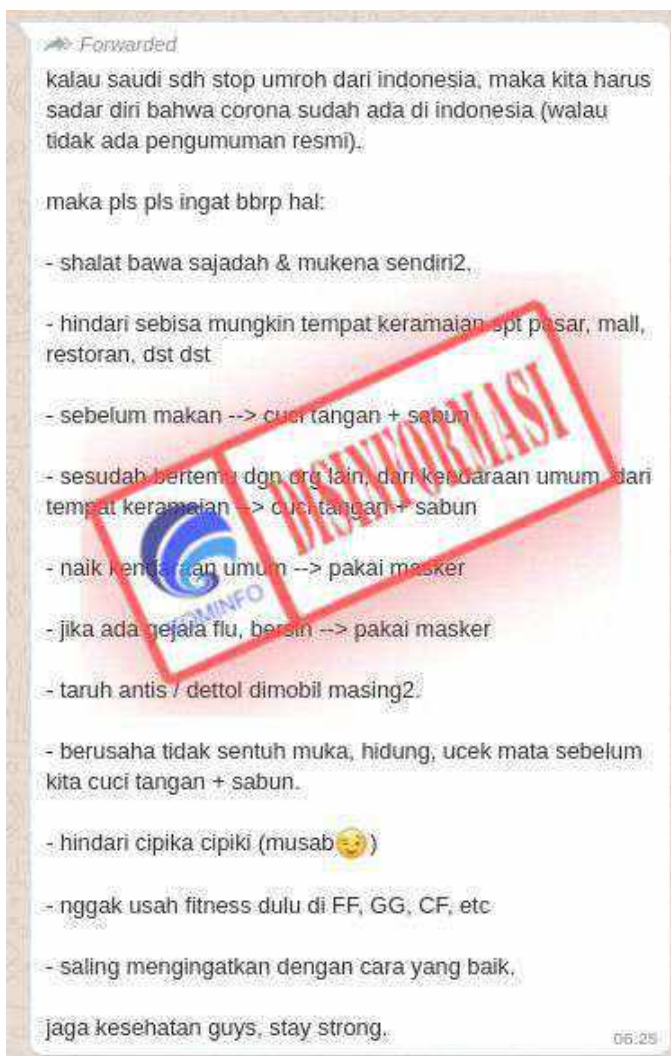 Forwarded
kalau saudi sdh stop umroh dari indonesia, maka kita harus
sadar diri bahwa corona sudah ada di indonesia (walau
tidak ada pengumuman resmi).
maka pls pls ingat bbrp hal:
- shalat bawa sajadah & mukena sendiri2.
- hindari sebisa mungkin tempat keramaian spt pasar, mall,
restoran, dst dst
- sebelum makan --> cuci tangan + sabun
- sesudah bertemu dgn org lain, dari kendaraan umum, dari
tempat keramaian --> cuci tangan + sabun
- naik kendaraan umum --> pakai masker
- jika ada gejala flu, bersin --> pakai masker
- taruh antis / dettol dimobil masing2.
- berusaha tidak sentuh muka, hidung, ucek mata sebelum
kita cuci tangan + sabun.
- hindari cipika cipiki (musab😏)
- nggak usah fitness dulu di FF, GG, CF, etc
- saling mengingatkan dengan cara yang baik.
jaga kesehatan guys, stay strong.
06:25
KOMINFO
DISINFORMASI